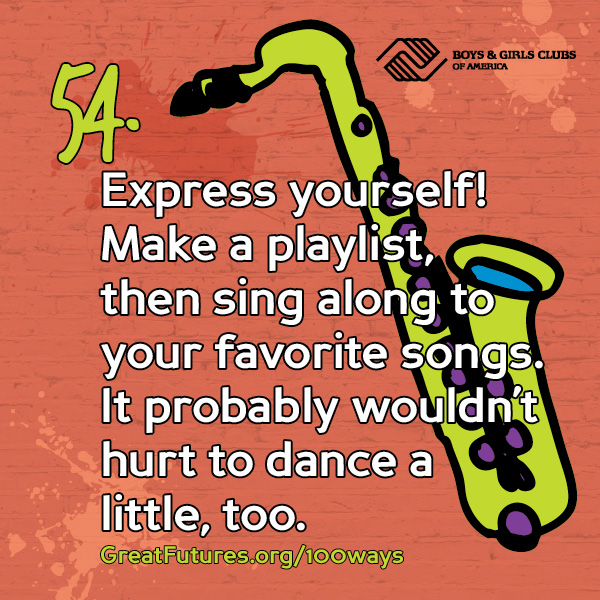 BOYS & GIRLS CLUBS
OF AMERICA
54.
Express yourself!
Make a playlist,
then sing along to
your favorite songs.
It probably wouldn't
hurt to dance a
little, too.
GreatFutures.org/100ways